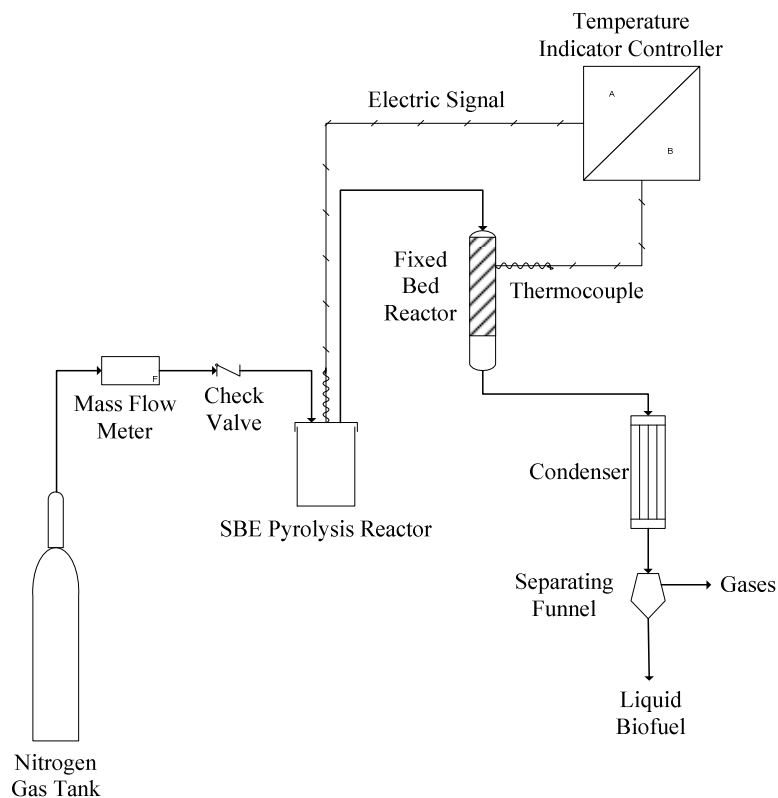 Temperature
Indicator Controller
Electric Signal
A
B
Fixed
Bed
Reactor
Thermocouple
F
Mass Flow
Meter
Check
Valve
Condenser
SBE Pyrolysis Reactor
Separating
Funnel
Gases
Liquid
Biofuel
Nitrogen
Gas Tank